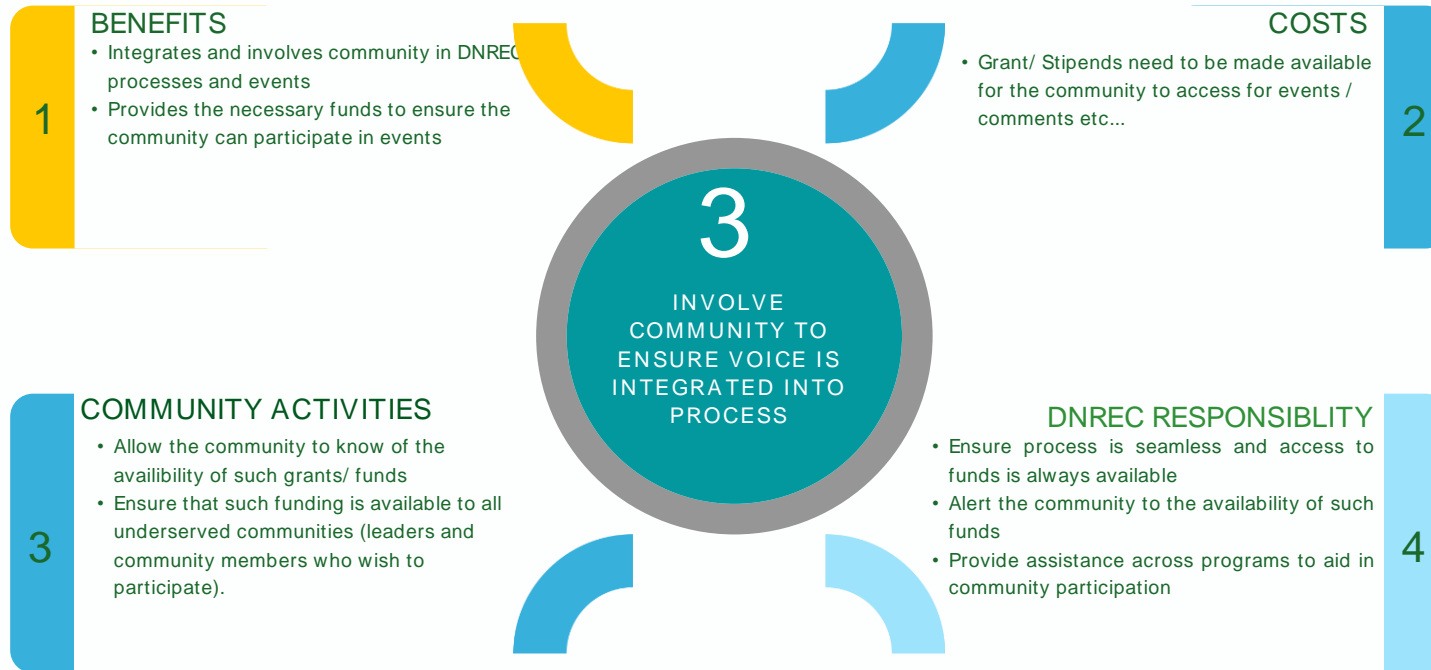 BENEFITS
• Integrates and involves community in DNREC
processes and events
• Provides the necessary funds to ensure the
community can participate in events
1
COSTS
• Grant/ Stipends need to be made available
for the community to access for events /
comments etc...
2
3
INVOLVE
COMMUNITY TO
ENSURE VOICE IS
INTEGRATED INTO
PROCESS
COMMUNITY ACTIVITIES
• Allow the community to know of the
availibility of such grants/ funds
• Ensure that such funding is available to all
underserved communities (leaders and
community members who wish to
participate).
3
DNREC RESPONSIBLITY
• Ensure process is seamless and access to
funds is always available
• Alert the community to the availability of such
funds
• Provide assistance across programs to aid in
community participation
4